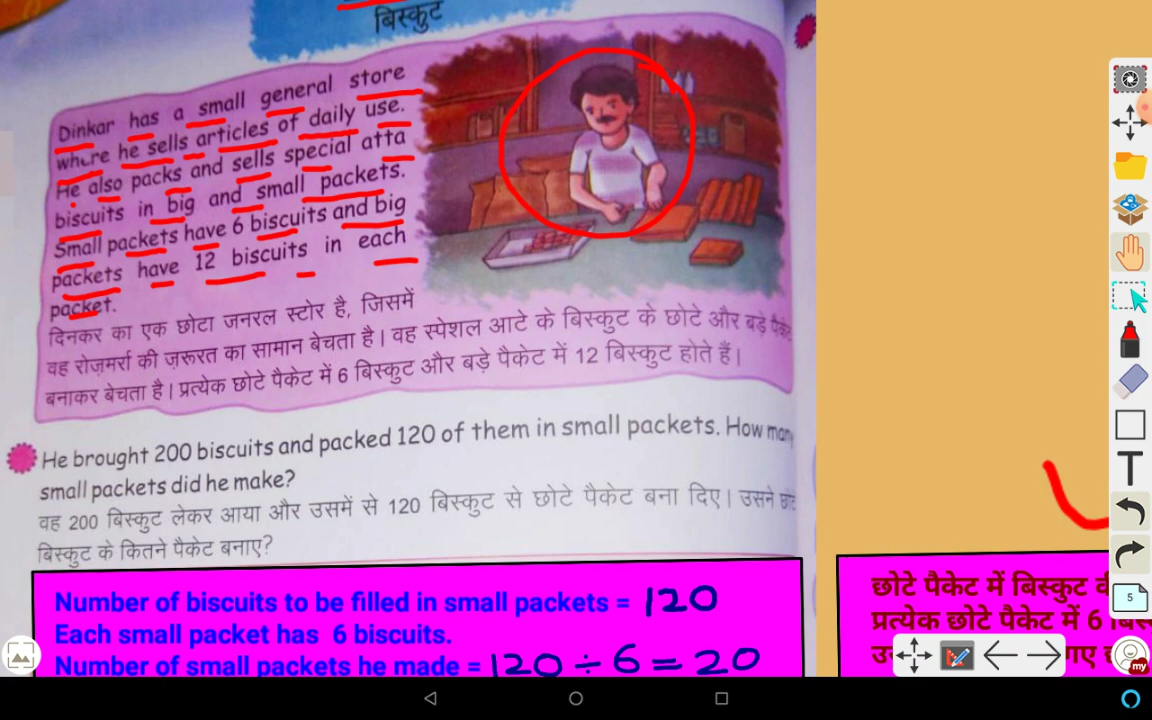 बिस्कुट
Dinkar has a small general store
where he sells articles of daily use.
He also packs and sells special atta
biscuits in big and small packets.
Small packets have 6 biscuits and big
packets have 12 biscuits in each
packet.
दिनकर का एक छोटा जनरल स्टोर है, जिसमें
वह रोज़मर्रा की ज़रूरत का सामान बेचता है। वह स्पेशल आटे के बिस्कुट के छोटे और बड़े
बनाकर बेचता है। प्रत्येक छोटे पैकेट में 6 बिस्कुट और बड़े पैकेट में 12 बिस्कुट होते हैं।
He brought 200 biscuits and packed 120 of them in small packets. How many
small packets did he make?
वह 200 बिस्कुट लेकर आया और उसमें से 120 बिस्कुट से छोटे पैकेट बना दिए। उसने
बिस्कुट के कितने पैकेट बनाए?
Number of biscuits to be filled in small packets = 120
Each small packet has 6 biscuits.
Number of small packets he made = 120 ÷ 6 = 20
छोटे पैकेट में बिस्कुट
प्रत्येक छोटे पैकेट में 6
T
5
my